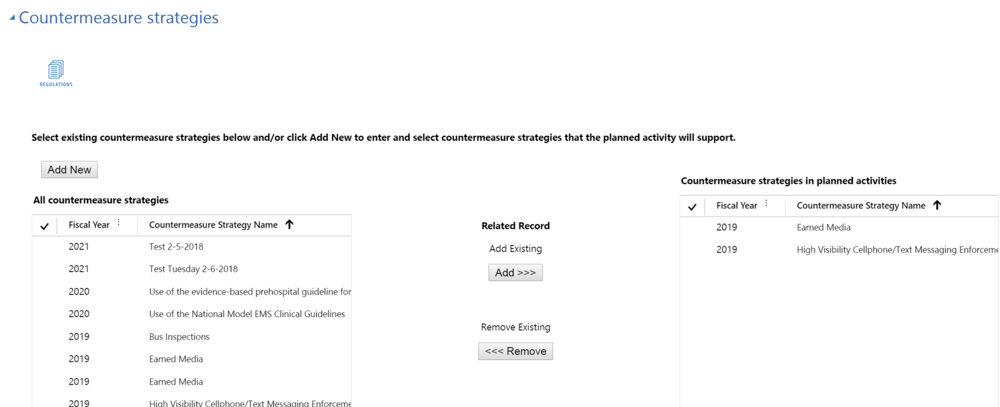 Countermeasure strategies
REGULATIONS
Select existing countermeasure strategies below and/or click Add New to enter and select countermeasure strategies that the planned activity will support.
Add New
All countermeasure strategies
Fiscal Year Countermeasure Strategy Name
2021 Test 2-5-2018
2021 Test Tuesday 2-6-2018
2020 Use of the evidence-based prehospital guideline for
2020 Use of the National Model EMS Clinical Guidelines
2019 Bus Inspections
2019 Earned Media
2019 Earned Media
2019 High Visibility Cellphone/Text Messaging Enforceme
Related Record
Add Existing
Add >>>
Remove Existing
<<< Remove
Countermeasure strategies in planned activities
Fiscal Year Countermeasure Strategy Name
2019 Earned Media
2019 High Visibility Cellphone/Text Messaging Enforceme